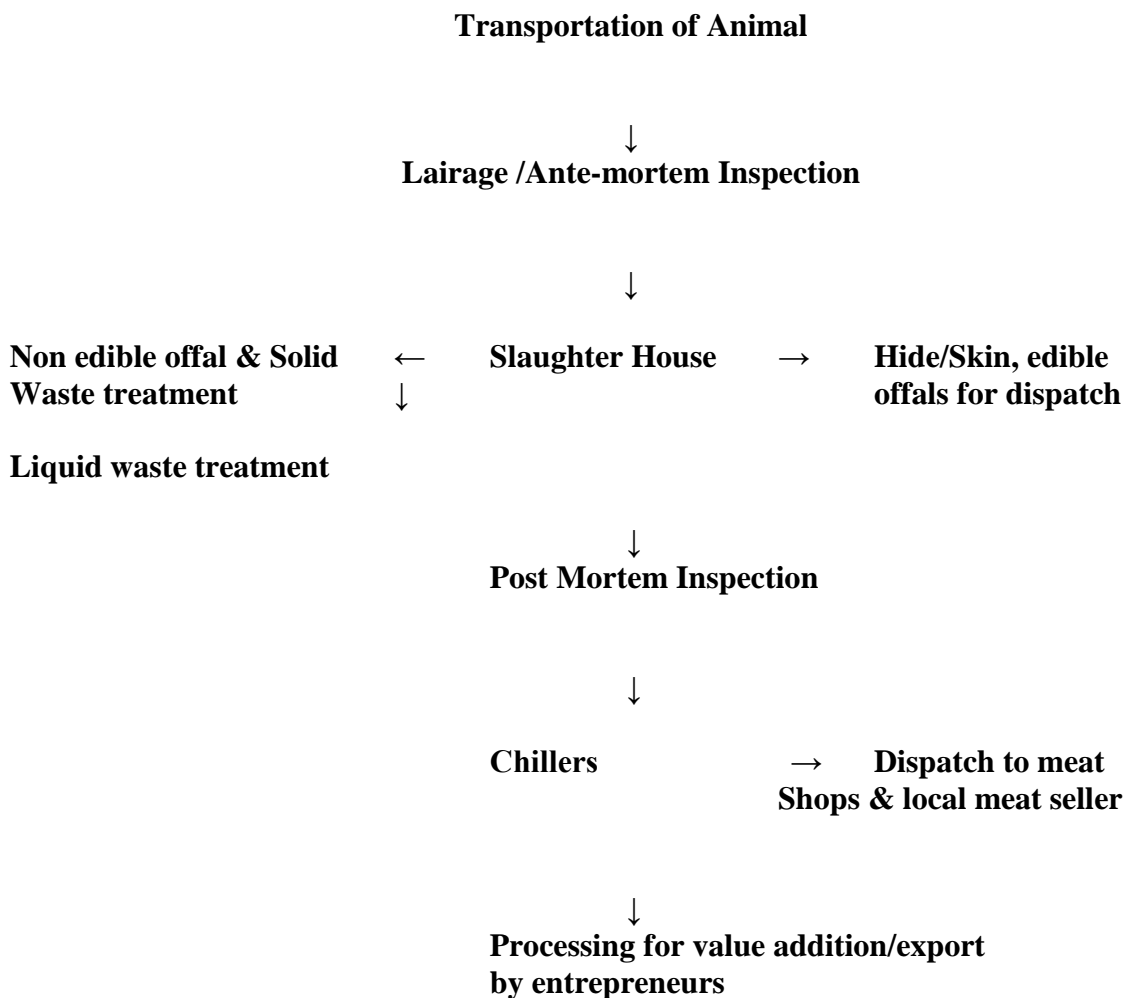 Transportation of Animal
↓
Lairage /Ante-mortem Inspection
↓
Non edible offal & Solid ← Slaughter House → Hide/Skin, edible
Waste treatment ↓ offals for dispatch
Liquid waste treatment
↓
Post Mortem Inspection
↓
Chillers → Dispatch to meat
Shops & local meat seller
↓
Processing for value addition/export
by entrepreneurs